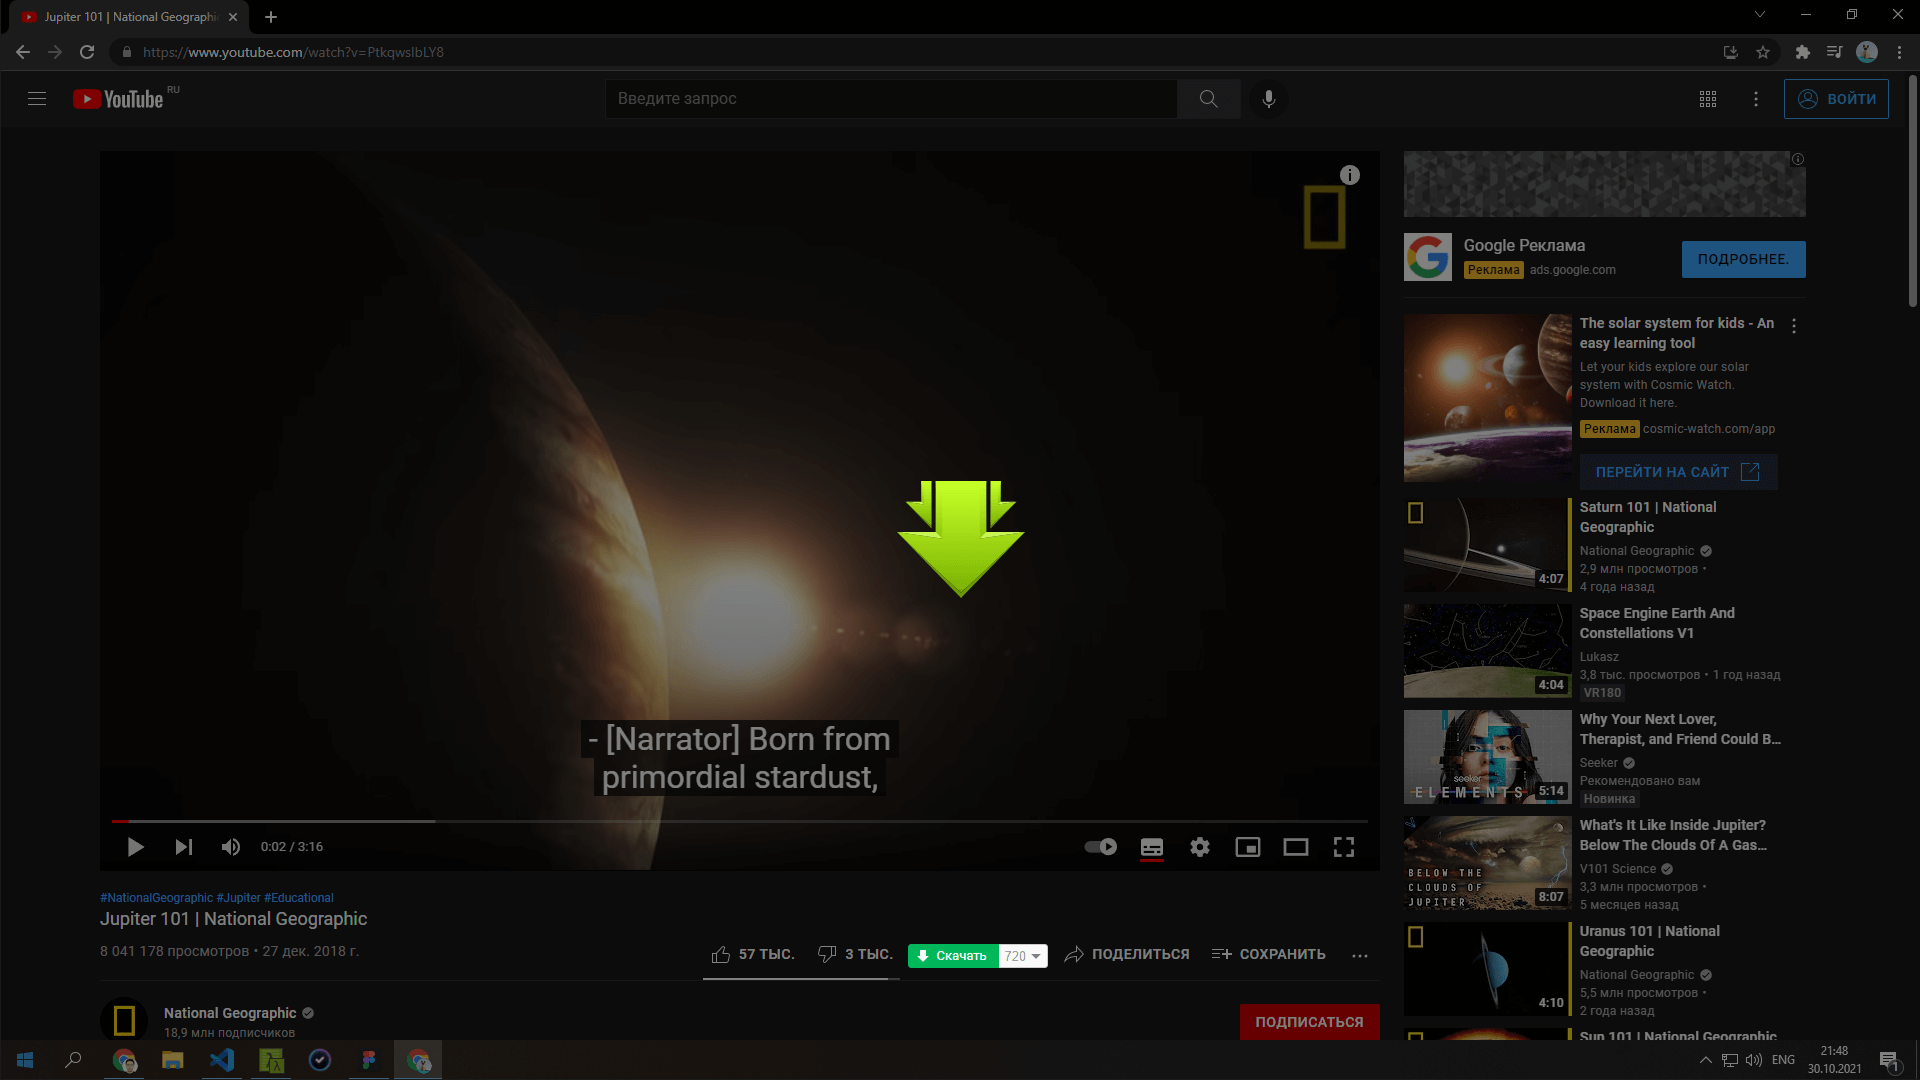 Jupiter 101 | National Geographic
https://www.youtube.com/watch?v=PtkqwslbLY8
YouTube RU
Введите запрос
ВОЙТИ
- [Narrator] Born from
primordial stardust,
0:02 / 3:16
#NationalGeographic #Jupiter #Educational
Jupiter 101 | National Geographic
8 041 178 просмотров • 27 дек. 2018 г.
57 ТЫС.
3 ТЫС.
Скачать
720
ПОДЕЛИТЬСЯ
СОХРАНИТЬ
National Geographic
18,9 млн подписчиков
ПОДПИСАТЬСЯ
Google Реклама
Реклама ads.google.com
ПОДРОБНЕЕ.
The solar system for kids - An
easy learning tool
Let your kids explore our solar
system with Cosmic Watch.
Download it here.
Реклама cosmic-watch.com/app
ПЕРЕЙТИ НА САЙТ
4:07
Saturn 101 | National
Geographic
National Geographic
2,9 млн просмотров •
4 года назад
4:04
Space Engine Earth And
Constellations V1
Lukasz
3,8 тыс. просмотров • 1 год назад
VR180
seeker
ELEMENTS
5:14
Why Your Next Lover,
Therapist, and Friend Could B...
Seeker
Рекомендовано вам
Новинка
BELOW THE
CLOUDS OF
JUPITER
8:07
What's It Like Inside Jupiter?
Below The Clouds Of A Gas...
V101 Science
3,3 млн просмотров •
5 месяцев назад
4:10
Uranus 101 | National
Geographic
National Geographic
5,5 млн просмотров •
2 года назад
Sun 101 | National Geographic
ENG
21:48
30.10.2021
1